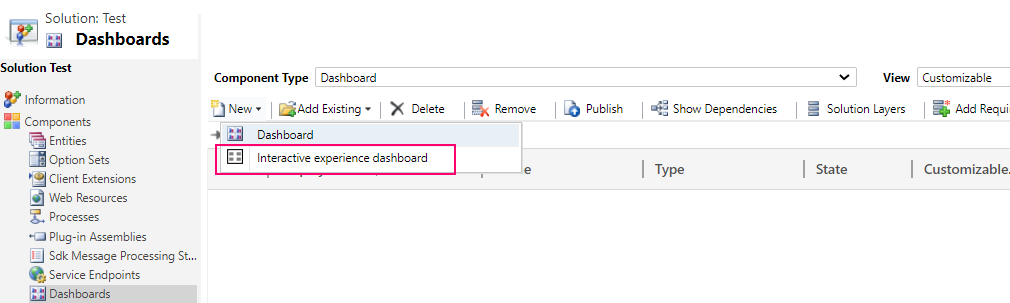 Solution: Test
Dashboards
Solution Test
Information
Components
Entities
Option Sets
Client Extensions
Web Resources
Processes
Plug-in Assemblies
Sdk Message Processing St...
Service Endpoints
Dashboards
Component Type Dashboard View Customizable
New Add Existing Delete Remove Publish Show Dependencies Solution Layers Add Requi
Dashboard
Interactive experience dashboard
Type State Customizable.